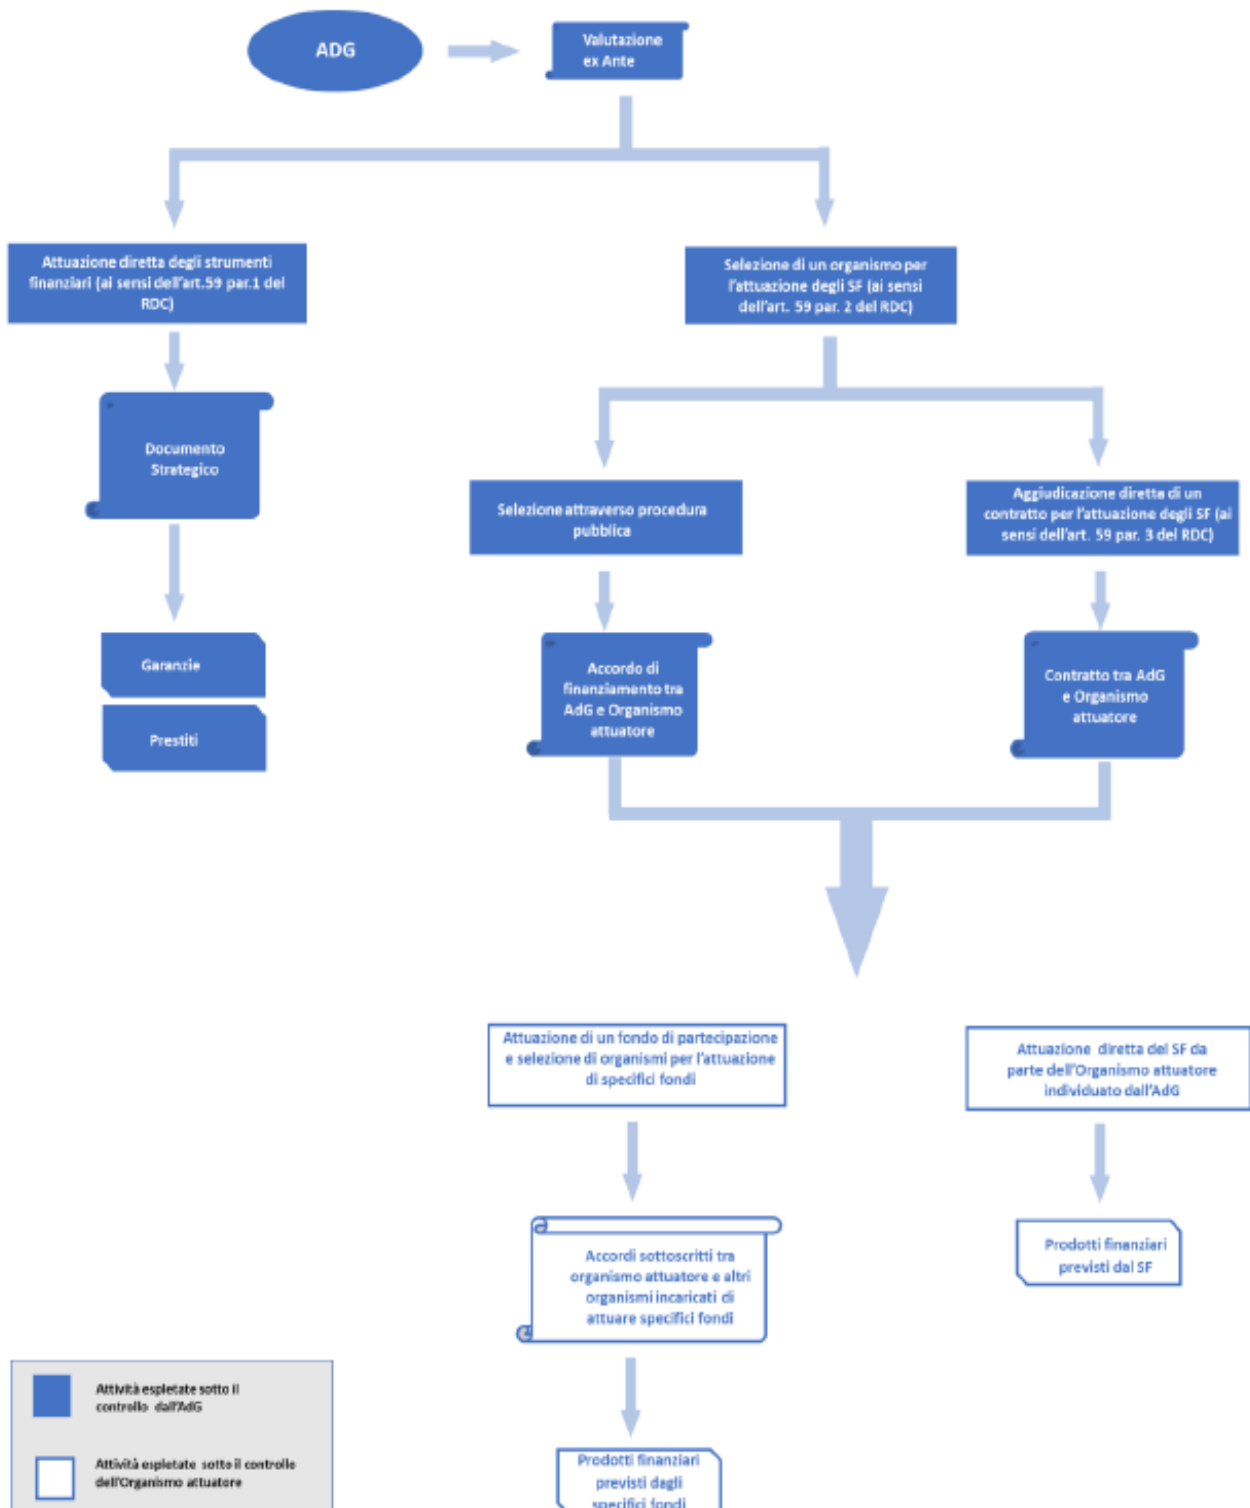 ADG
Valutazione
ex Ante
Attuazione diretta degli strumenti
finanziari (ai sensi dell'art.59 par.1 del
RDC)
Selezione di un organismo per
l'attuazione degli SF (ai sensi
dell'art. 59 par. 2 del RDC)
Documento
Strategico
Selezione attraverso procedura
pubblica
Aggiudicazione diretta di un
contratto per l'attuazione degli SF (ai
sensi dell'art. 59 par. 3 del RDC)
Garanzie
Prestiti
Accordo di
finanziamento tra
AdG e Organismo
attuatore
Contratto tra AdG
e Organismo
attuatore
Attuazione di un fondo di partecipazione
e selezione di organismi per l'attuazione
di specifici fondi
Attuazione diretta del SF da
parte dell'Organismo attuatore
individuato dall'AdG
Accordi sottoscritti tra
organismo attuatore e altri
organismi incaricati di
attuare specifici fondi
Prodotti finanziari
previsti dal SF
Prodotti finanziari
previsti dagli
specifici fondi
Attività espletate sotto il
controllo dall'AdG
Attività espletate sotto il controllo
dell'Organismo attuatore